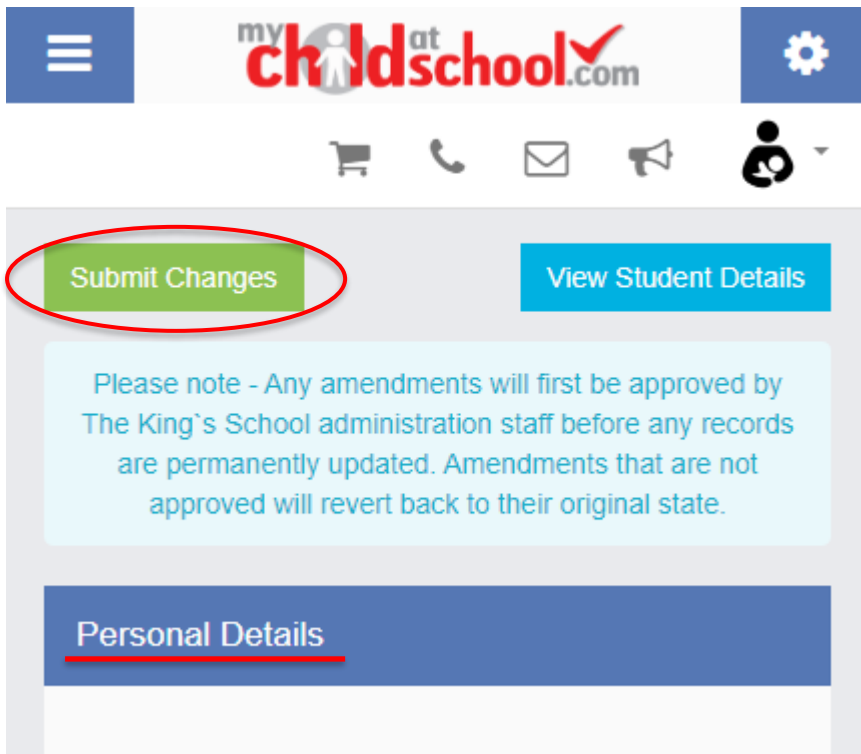 my child at school.com
Submit Changes
View Student Details
Please note - Any amendments will first be approved by
The King`s School administration staff before any records
are permanently updated. Amendments that are not
approved will revert back to their original state.
Personal Details